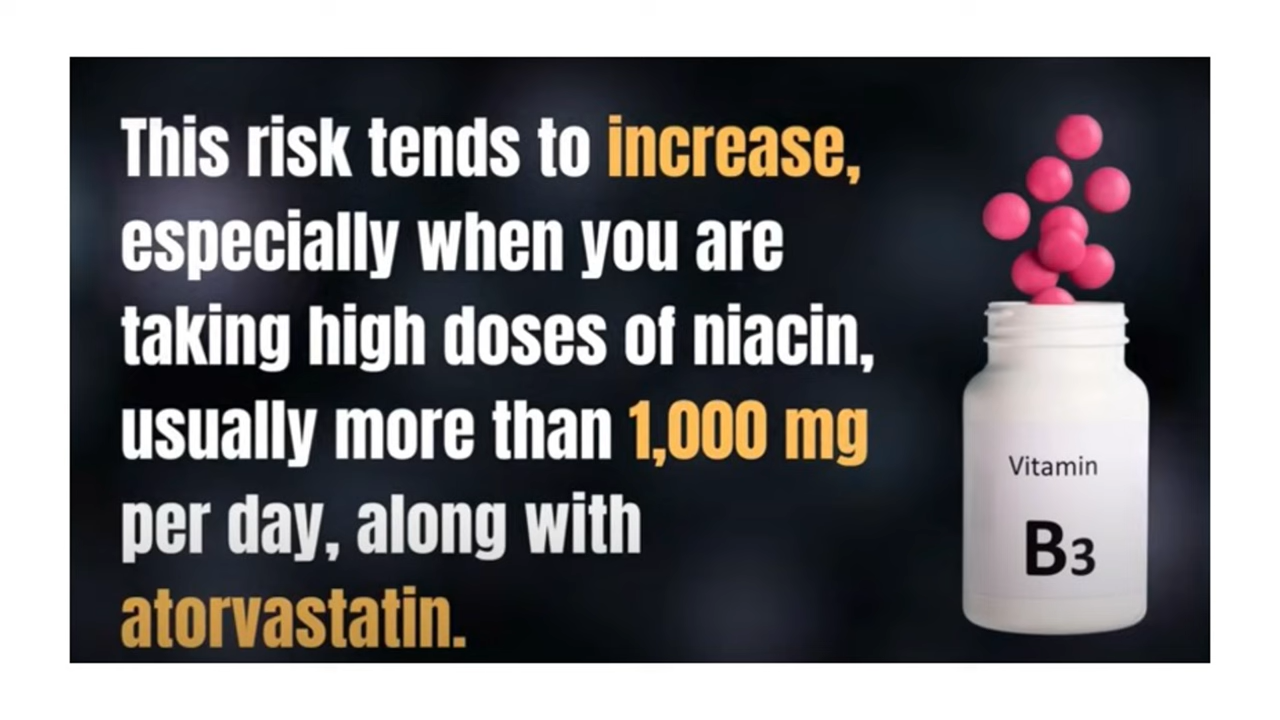 This risk tends to increase,
especially when you are
taking high doses of niacin,
usually more than 1,000 mg
per day, along with
atorvastatin.
Vitamin
B3